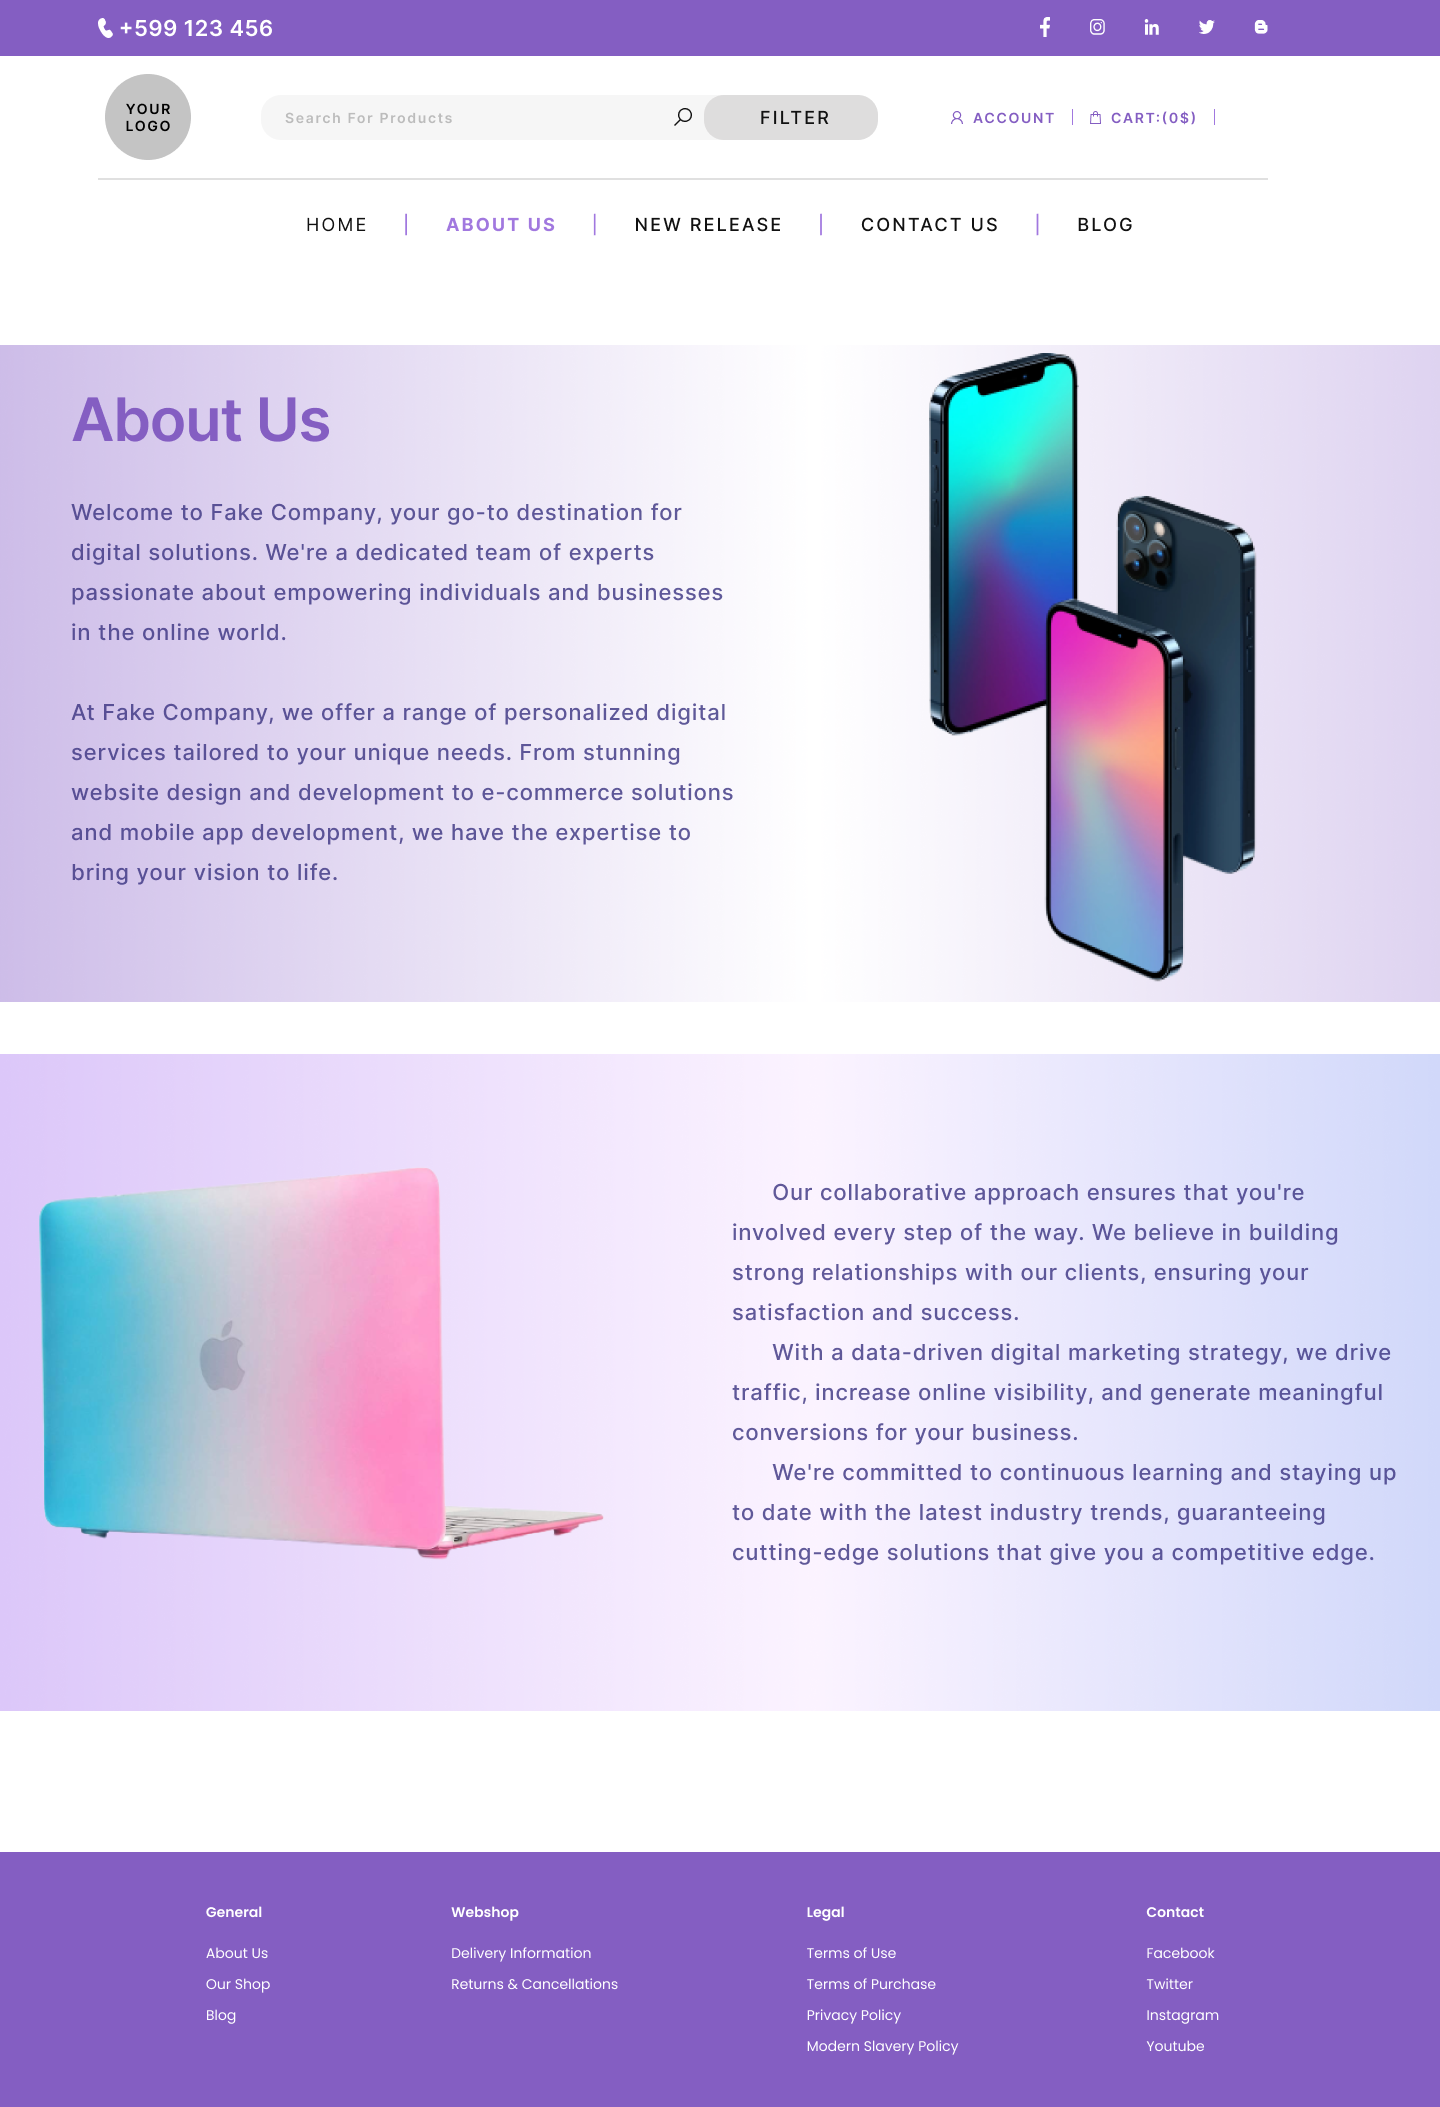 +599 123 456
YOUR
LOGO
Search For Products
FILTER
ACCOUNT
CART:(0$)
HOME
ABOUT US
NEW RELEASE
CONTACT US
BLOG
About Us
Welcome to Fake Company, your go-to destination for
digital solutions. We're a dedicated team of experts
passionate about empowering individuals and businesses
in the online world.
At Fake Company, we offer a range of personalized digital
services tailored to your unique needs. From stunning
website design and development to e-commerce solutions
and mobile app development, we have the expertise to
bring your vision to life.
Our collaborative approach ensures that you're
involved every step of the way. We believe in building
strong relationships with our clients, ensuring your
satisfaction and success.
With a data-driven digital marketing strategy, we drive
traffic, increase online visibility, and generate meaningful
conversions for your business.
We're committed to continuous learning and staying up
to date with the latest industry trends, guaranteeing
cutting-edge solutions that give you a competitive edge.
General
About Us
Our Shop
Blog
Webshop
Delivery Information
Returns & Cancellations
Legal
Terms of Use
Terms of Purchase
Privacy Policy
Modern Slavery Policy
Contact
Facebook
Twitter
Instagram
Youtube